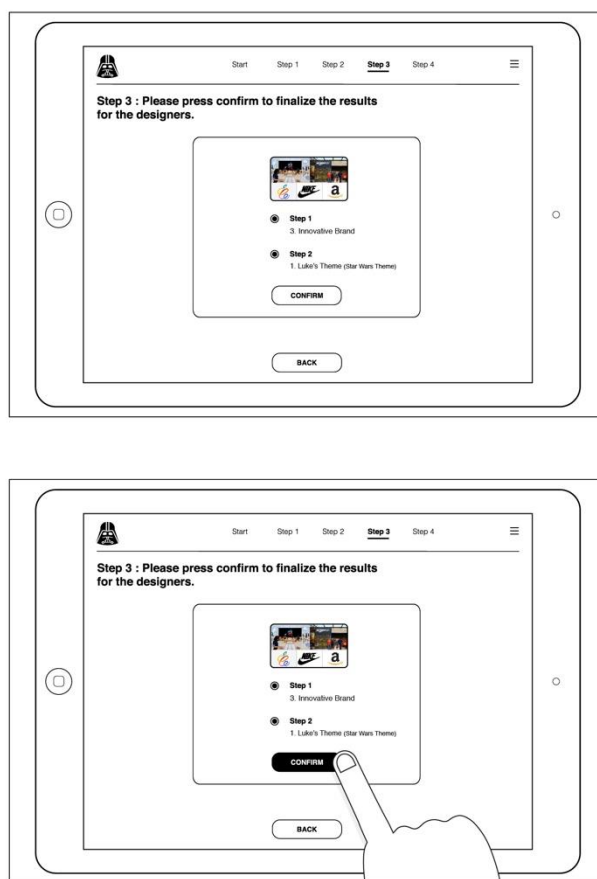 Start Step 1 Step 2 Step 3 Step 4
Step 3 : Please press confirm to finalize the results
for the designers.
NIKE
a
Step 1
3. Innovative Brand
Step 2
1. Luke's Theme (Star Wars Theme)
CONFIRM
BACK
Start Step 1 Step 2 Step 3 Step 4
Step 3 : Please press confirm to finalize the results
for the designers.
NIKE
a
Step 1
3. Innovative Brand
Step 2
1. Luke's Theme (Star Wars Theme)
CONFIRM
BACK